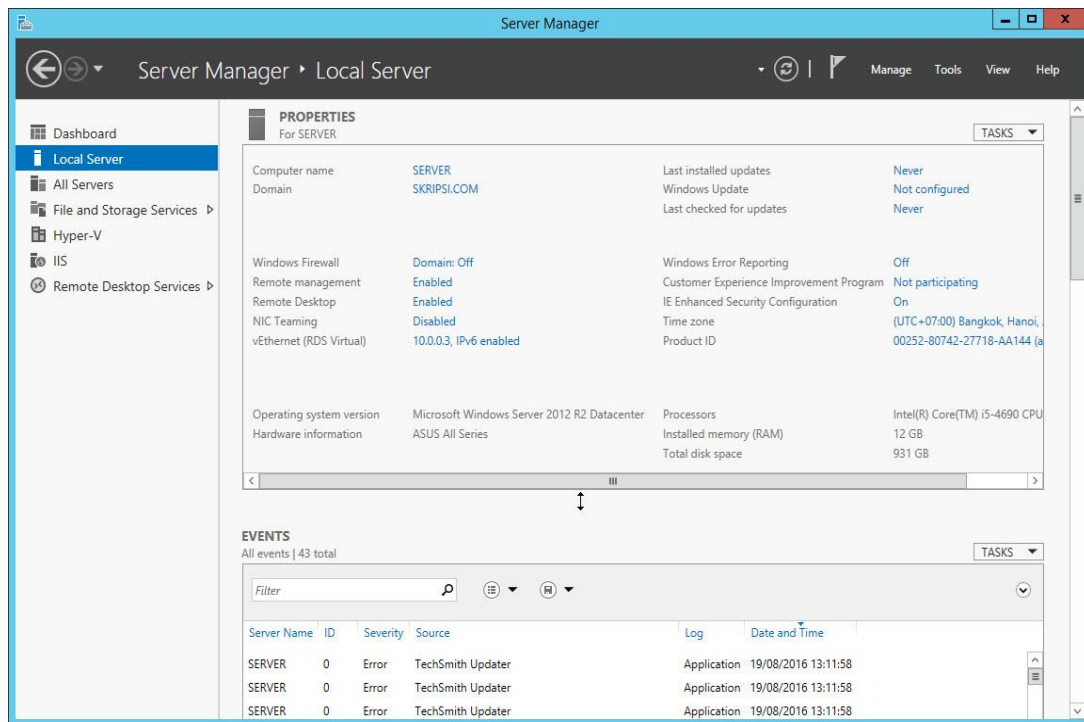 Server Manager
Server Manager ‣ Local Server
Manage Tools View Help
Dashboard
Local Server
All Servers
File and Storage Services
Hyper-V
IIS
Remote Desktop Services
PROPERTIES
For SERVER
TASKS
Computer name SERVER Last installed updates Never
Domain SKRIPSI.COM Windows Update Not configured
Last checked for updates Never
Windows Firewall Domain: Off Windows Error Reporting Off
Remote management Enabled Customer Experience Improvement Program Not participating
Remote Desktop Enabled IE Enhanced Security Configuration On
NIC Teaming Disabled Time zone (UTC+07:00) Bangkok, Hanoi,
vEthernet (RDS Virtual) 10.0.0.3, IPv6 enabled Product ID 00252-80742-27718-AA144 (a
Operating system version Microsoft Windows Server 2012 R2 Datacenter Processors Intel(R) Core(TM) i5-4690 CPU
Hardware information ASUS All Series Installed memory (RAM) 12 GB
Total disk space 931 GB
EVENTS
All events | 43 total
TASKS
Filter
Server Name ID Severity Source Log Date and Time
SERVER 0 Error TechSmith Updater Application 19/08/2016 13:11:58
SERVER 0 Error TechSmith Updater Application 19/08/2016 13:11:58
SERVER 0 Error TechSmith Updater Application 19/08/2016 13:11:58